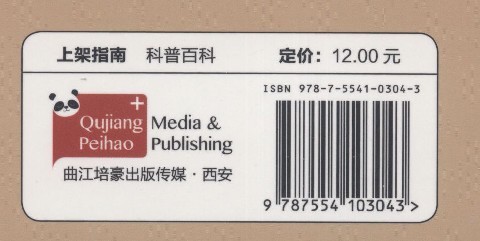 上架指南 科普百科 定价：12.00 元
ISBN 978-7-5541-0304-3
Qujiang Media &
Peihao Publishing
曲江培豪出版传媒·西安
9 787554 103043 >